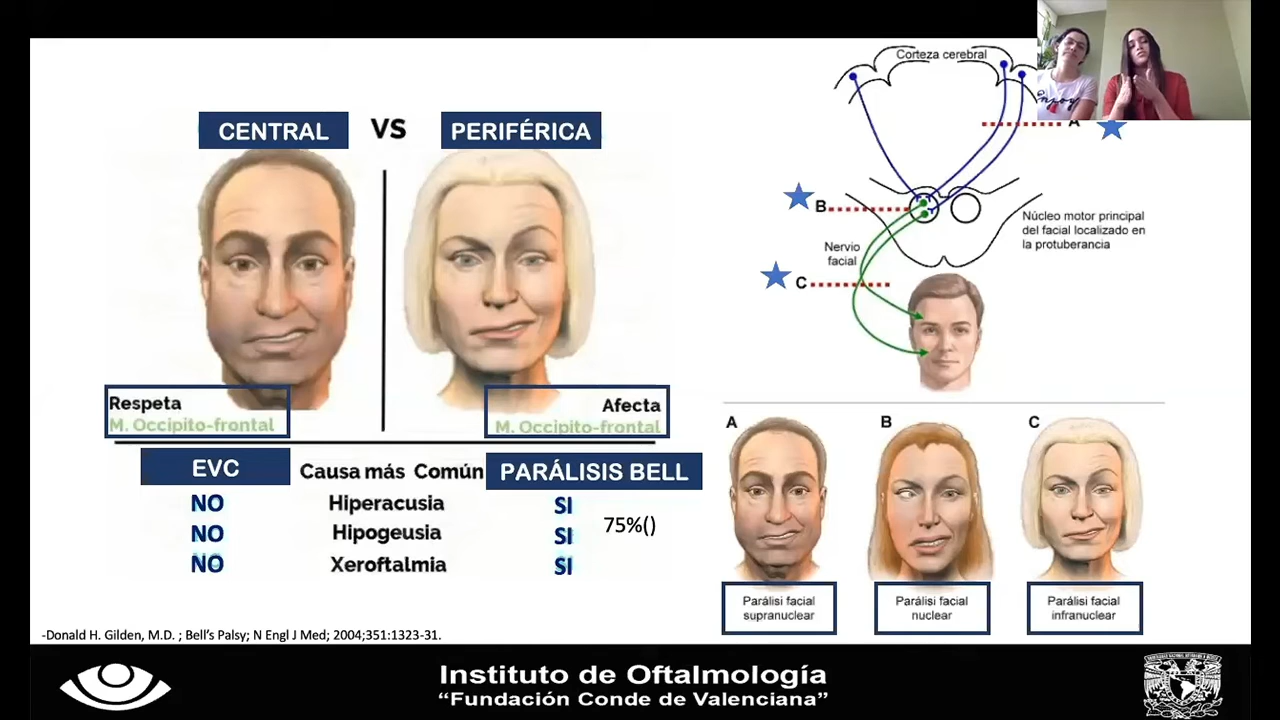 CENTRAL VS PERIFÉRICA
Respeta
M. Occipito-frontal
Afecta
M. Occipito-frontal
EVC Causa más Común PARÁLISIS BELL
NO Hiperacusia SI
NO Hipogeusia SI
75%()
NO Xeroftalmia SI
-Donald H. Gilden, M.D. ; Bell's Palsy; N Engl J Med; 2004;351:1323-31.
Corteza cerebral
A
B
Núcleo motor principal
del facial localizado en
la protuberancia
Nervio
facial
C
A B C
Parálisi facial
supranuclear
Parálisi facial
nuclear
Parálisi facial
infranuclear
Instituto de Oftalmología
“Fundación Conde de Valenciana”